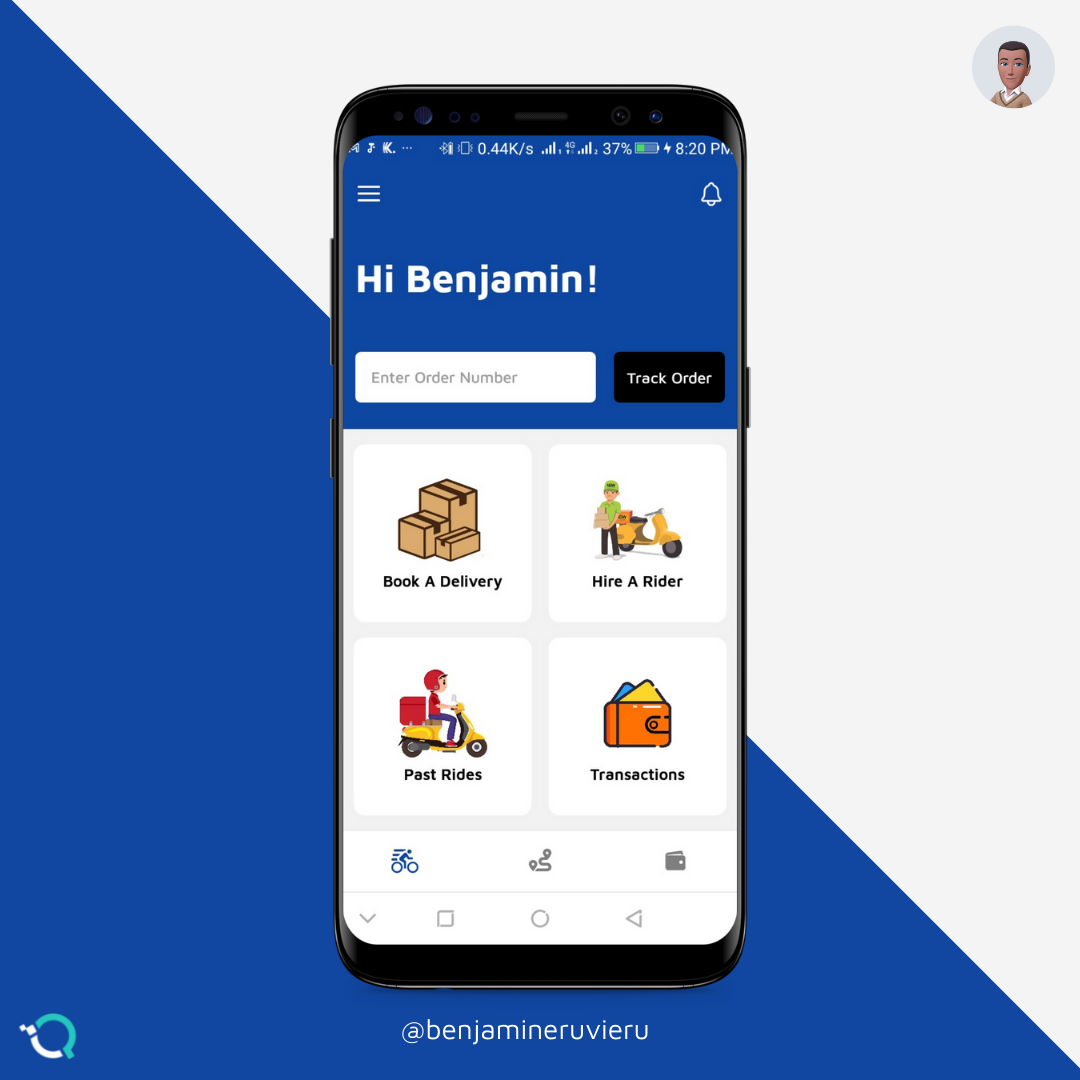 0.44K/s 4G 37% 8:20 PM
Hi Benjamin!
Enter Order Number
Track Order
Book A Delivery
Hire A Rider
Past Rides
Transactions
@benjamineruvieru